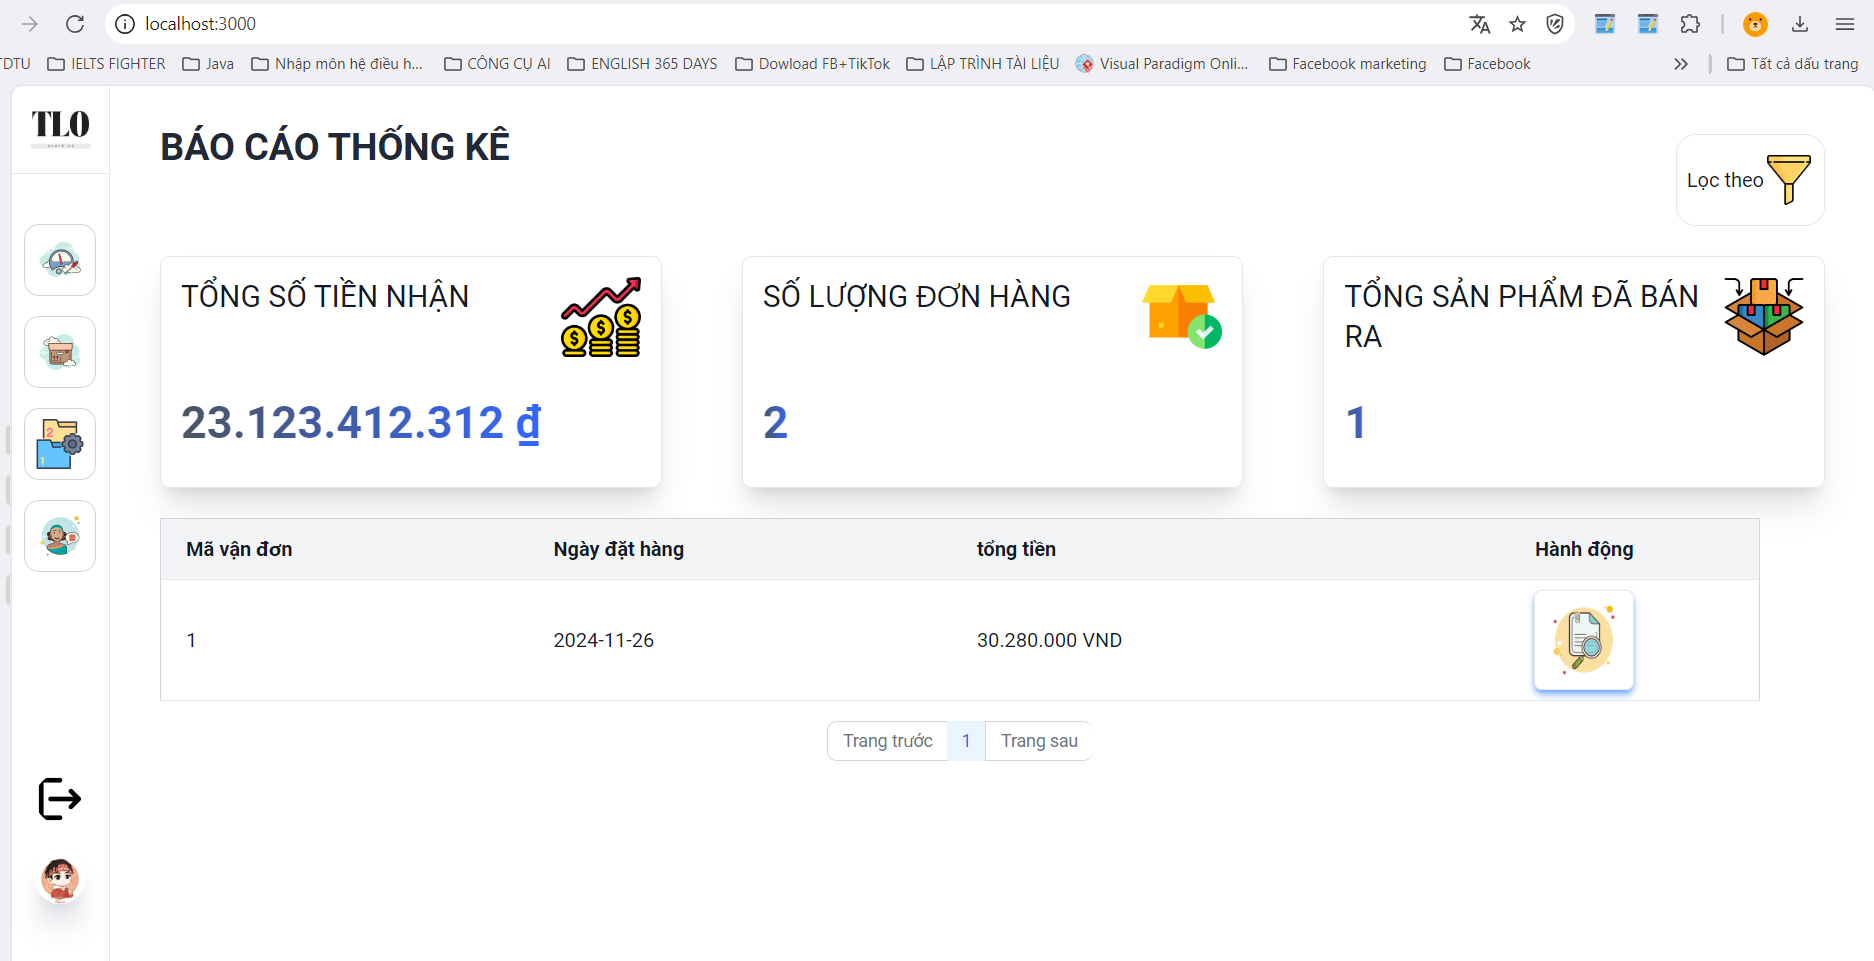 localhost:3000
TDTU IELTS FIGHTER Java Nhập môn hệ điều h... CÔNG CỤ AI ENGLISH 365 DAYS Dowload FB+TikTok LẬP TRÌNH TÀI LIỆU Visual Paradigm Onli... Facebook marketing Facebook Tất cả dấu trang
TLO
BÁO CÁO THỐNG KÊ
Lọc theo
TỔNG SỐ TIỀN NHẬN
23.123.412.312 ₫
SỐ LƯỢNG ĐƠN HÀNG
2
TỔNG SẢN PHẨM ĐÃ BÁN
RA
1
Mã vận đơn Ngày đặt hàng tổng tiền Hành động
1 2024-11-26 30.280.000 VND
Trang trước 1 Trang sau